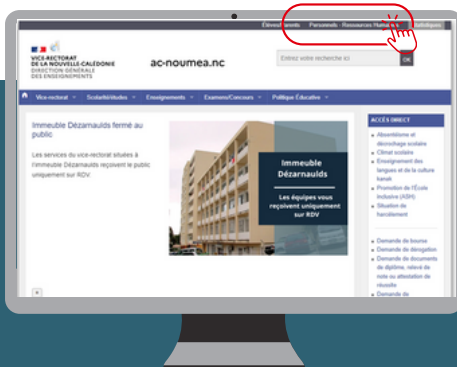 Élèves/Parents Personnels - Ressources Humaines
VICE-RECTORAT
DE LA NOUVELLE-CALÉDONIE
DIRECTION GÉNÉRALE
DES ENSEIGNEMENTS
ac-noumea.nc
Entrez votre recherche ici
OK
Vice-rectorat Scolarité/études Enseignements Examens/Concours Politique Éducative
Immeuble Dézarnaulds fermé au
public
Les services du vice-rectorat situées à
l'immeuble Dézarnaulds reçoivent le public
uniquement sur RDV.
Immeuble
Dézarnaulds
Les équipes vous
reçoivent uniquement
sur RDV
ACCÈS DIRECT
Absentéisme et
décrochage scolaire
Climat scolaire
Enseignement des
langues et de la culture
kanak
Promotion de l'École
Inclusive (ASH)
Situation de
harcèlement
Demande de bourse
Demande de dérogation
Demande de documents
de diplôme, relevé de
note ou attestation de
réussite
Demande de